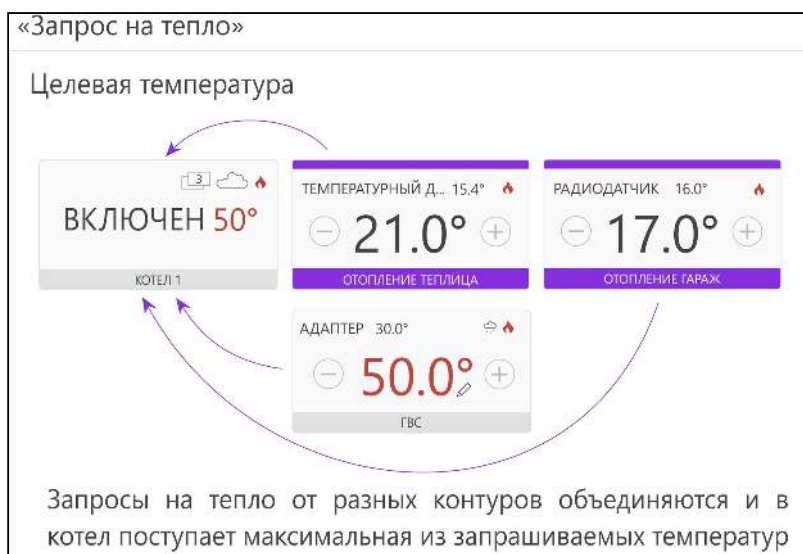 «Запрос на тепло»
Целевая температура
3
ВКЛЮЧЕН 50°
КОТЕЛ 1
ТЕМПЕРАТУРНЫЙ Д... 15.4°
21.0°
ОТОПЛЕНИЕ ТЕПЛИЦА
РАДИОДАТЧИК 16.0°
17.0°
ОТОПЛЕНИЕ ГАРАЖ
АДАПТЕР 30.0°
50.0°
ГВС
Запросы на тепло от разных контуров объединяются и в
котел поступает максимальная из запрашиваемых температур